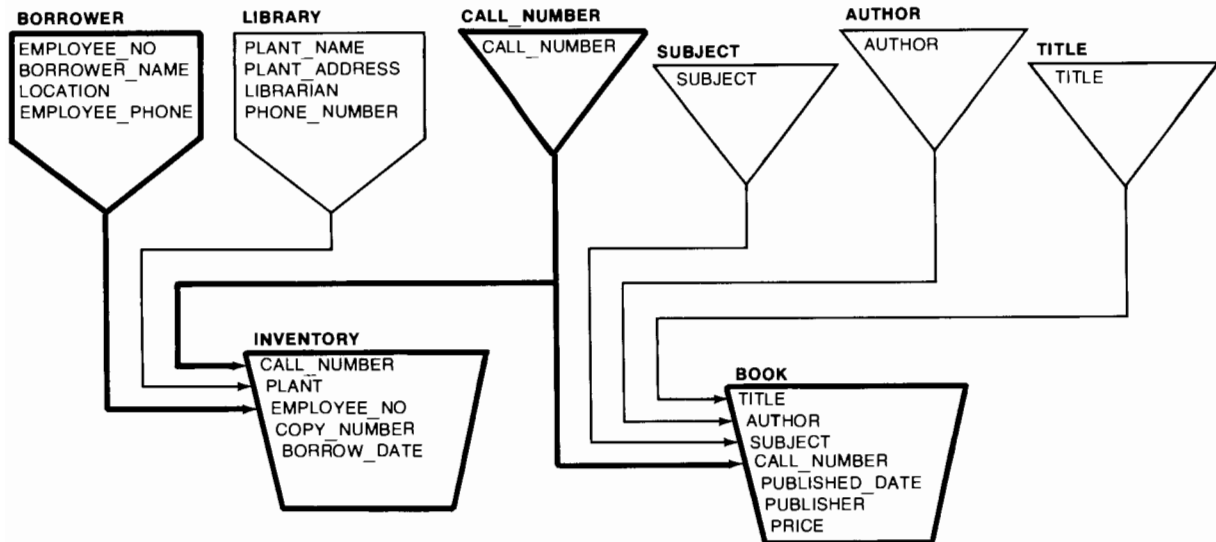 BORROWER
EMPLOYEE_NO
BORROWER_NAME
LOCATION
EMPLOYEE_PHONE
LIBRARY
PLANT_NAME
PLANT_ADDRESS
LIBRARIAN
PHONE_NUMBER
CALL_NUMBER
CALL_NUMBER
SUBJECT
SUBJECT
AUTHOR
AUTHOR
TITLE
TITLE
INVENTORY
CALL_NUMBER
PLANT
EMPLOYEE_NO
COPY_NUMBER
BORROW_DATE
BOOK
TITLE
AUTHOR
SUBJECT
CALL_NUMBER
PUBLISHED_DATE
PUBLISHER
PRICE